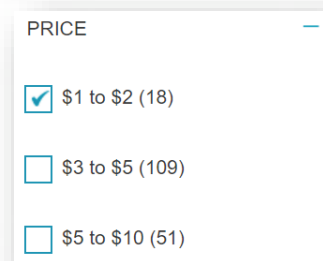 PRICE
$1 to $2 (18)
$3 to $5 (109)
$5 to $10 (51)